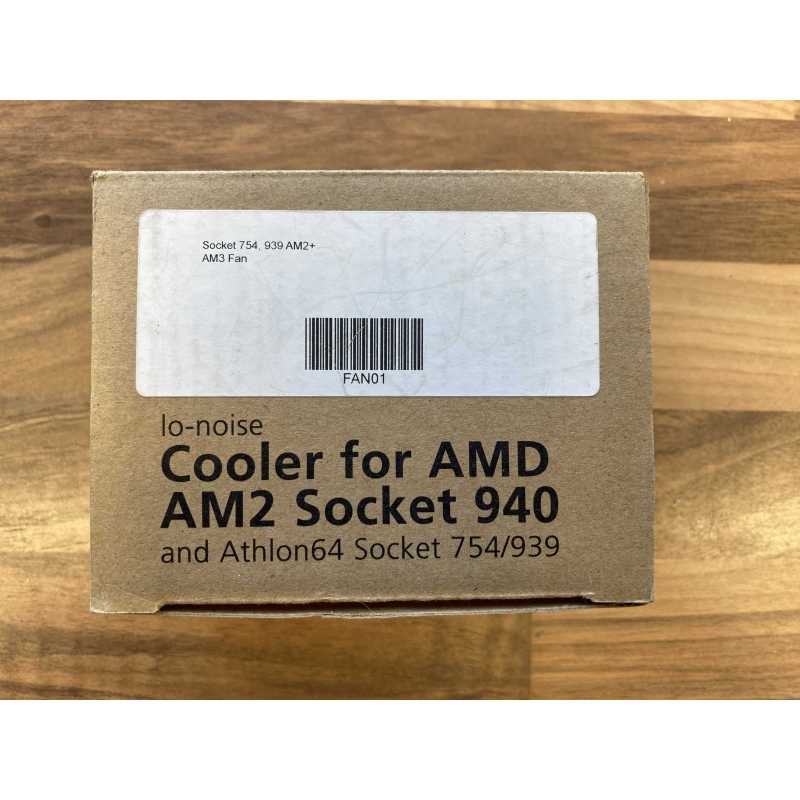 Socket 754, 939 AM2+
AM3 Fan
FAN01
lo-noise
Cooler for AMD
AM2 Socket 940
and Athlon64 Socket 754/939